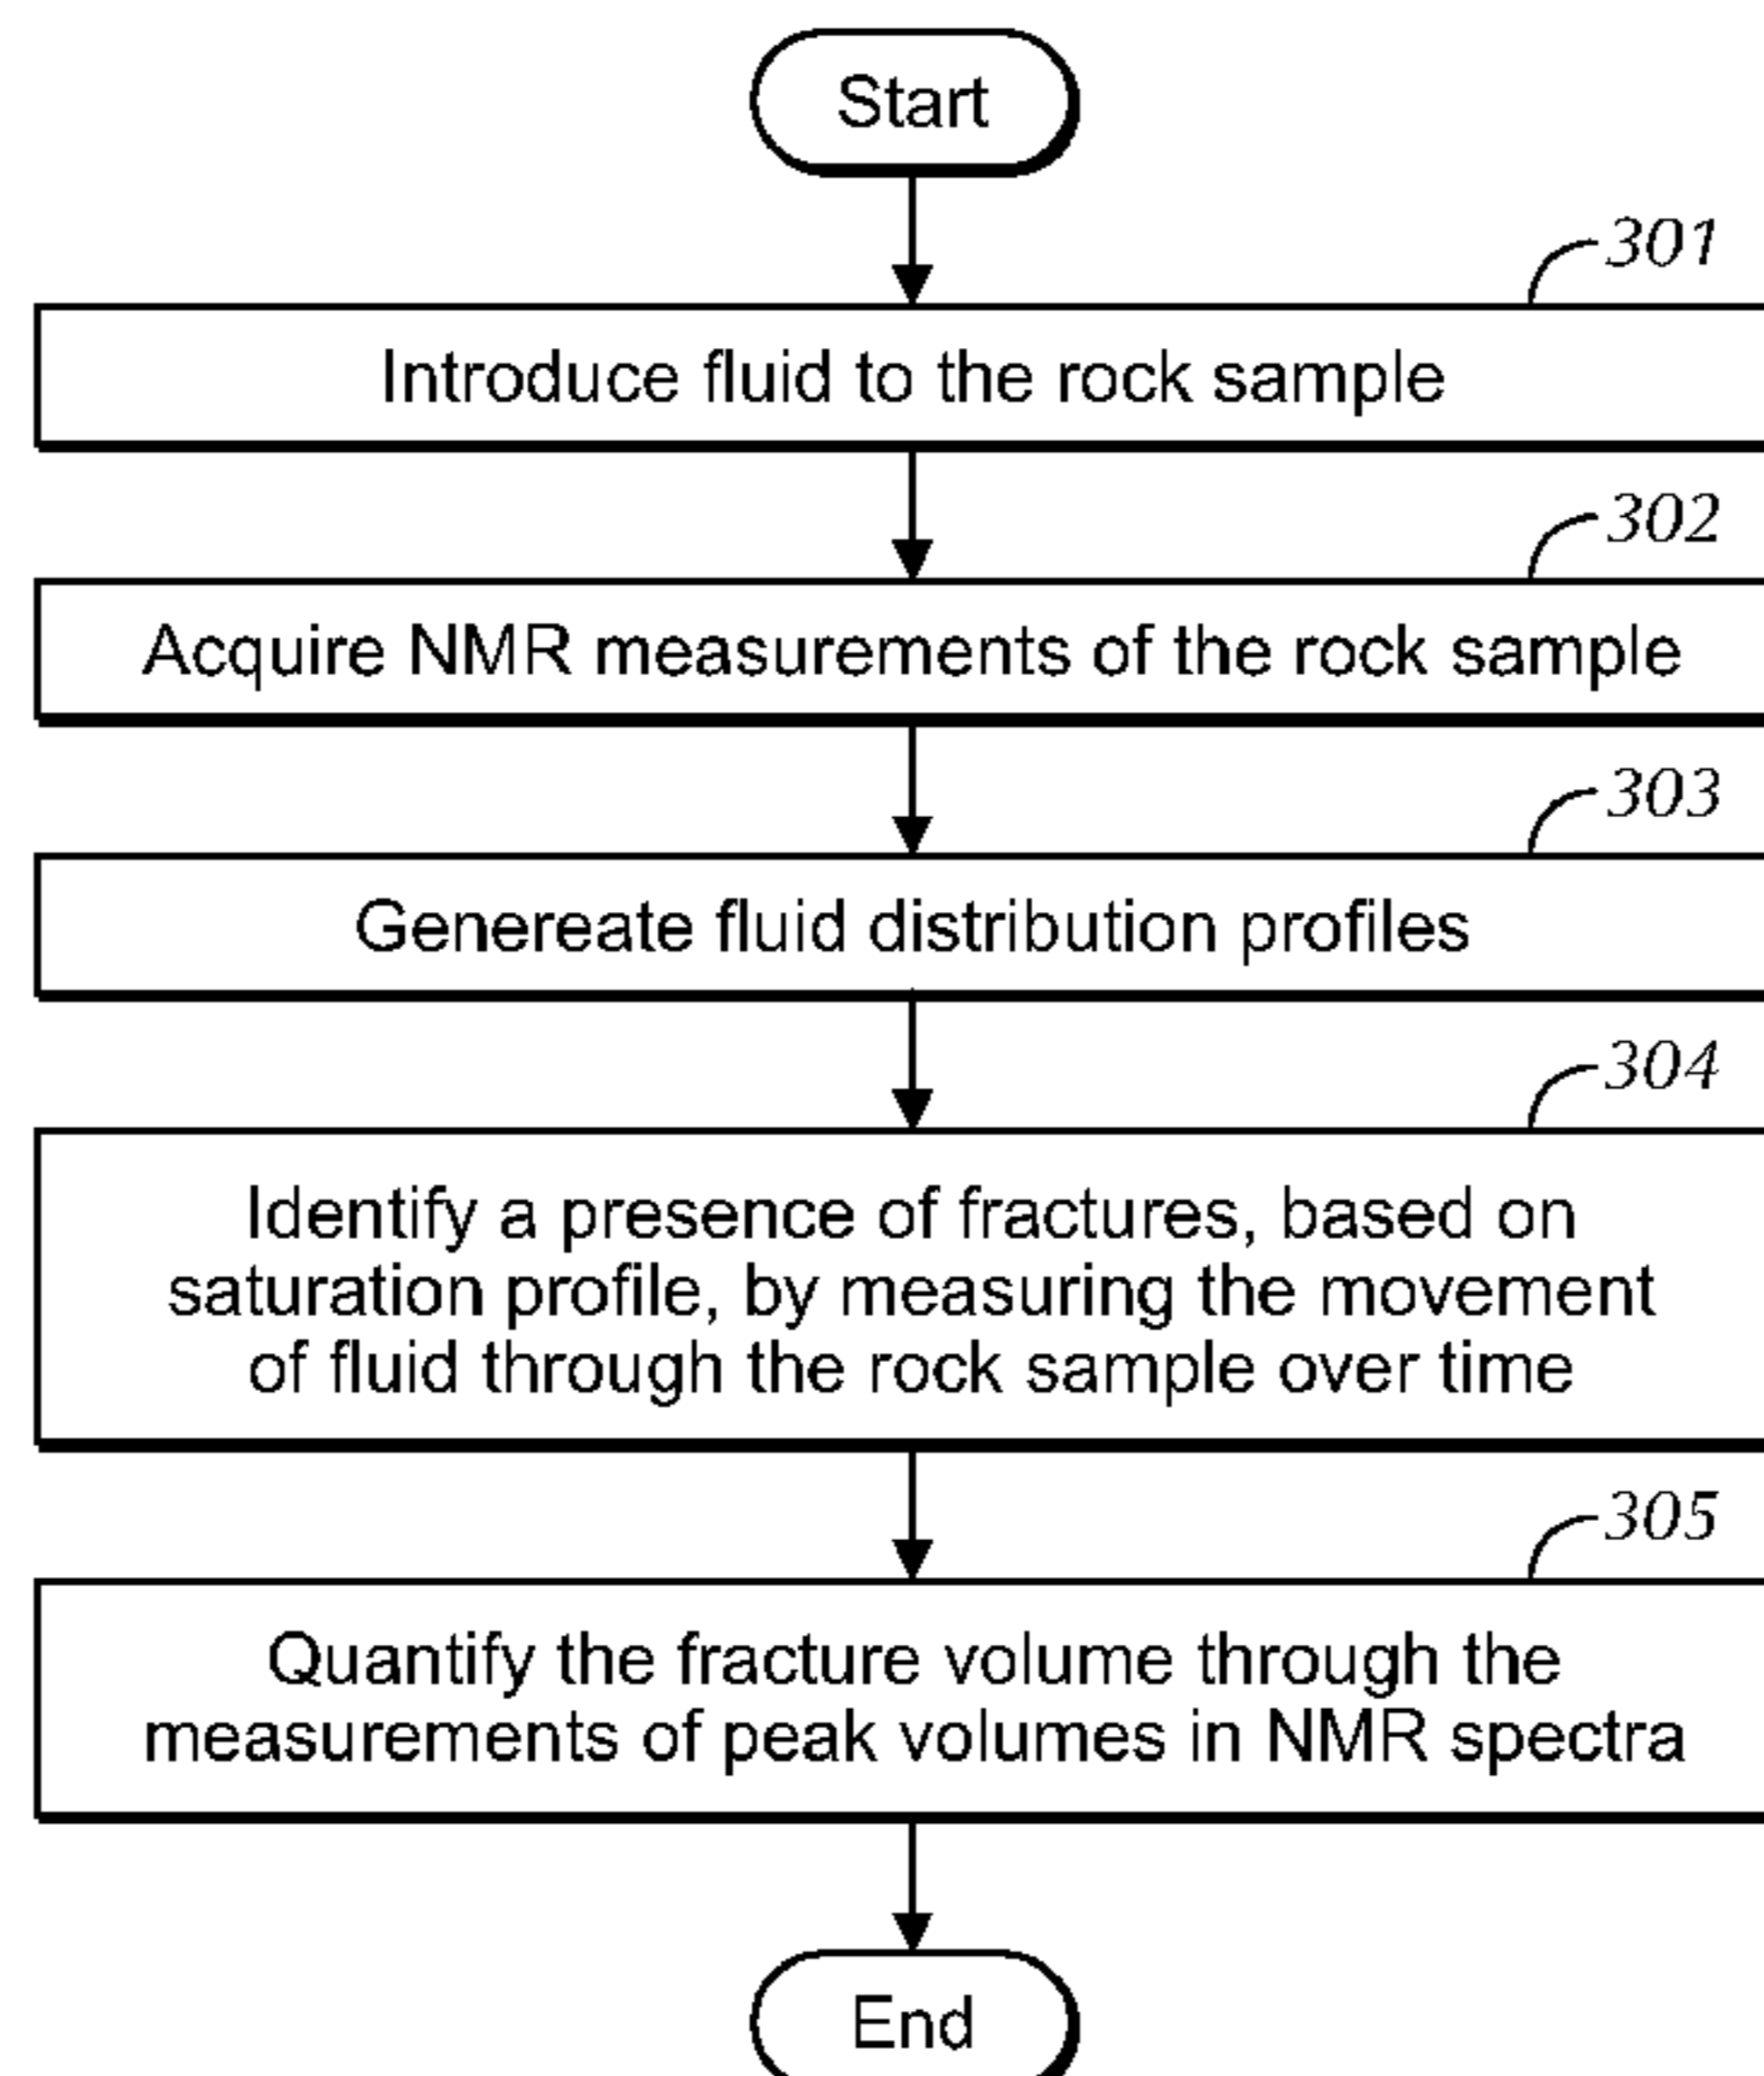 Start
301
Introduce fluid to the rock sample
302
Acquire NMR measurements of the rock sample
303
Genereate fluid distribution profiles
304
Identify a presence of fractures, based on
saturation profile, by measuring the movement
of fluid through the rock sample over time
305
Quantify the fracture volume through the
measurements of peak volumes in NMR spectra
End